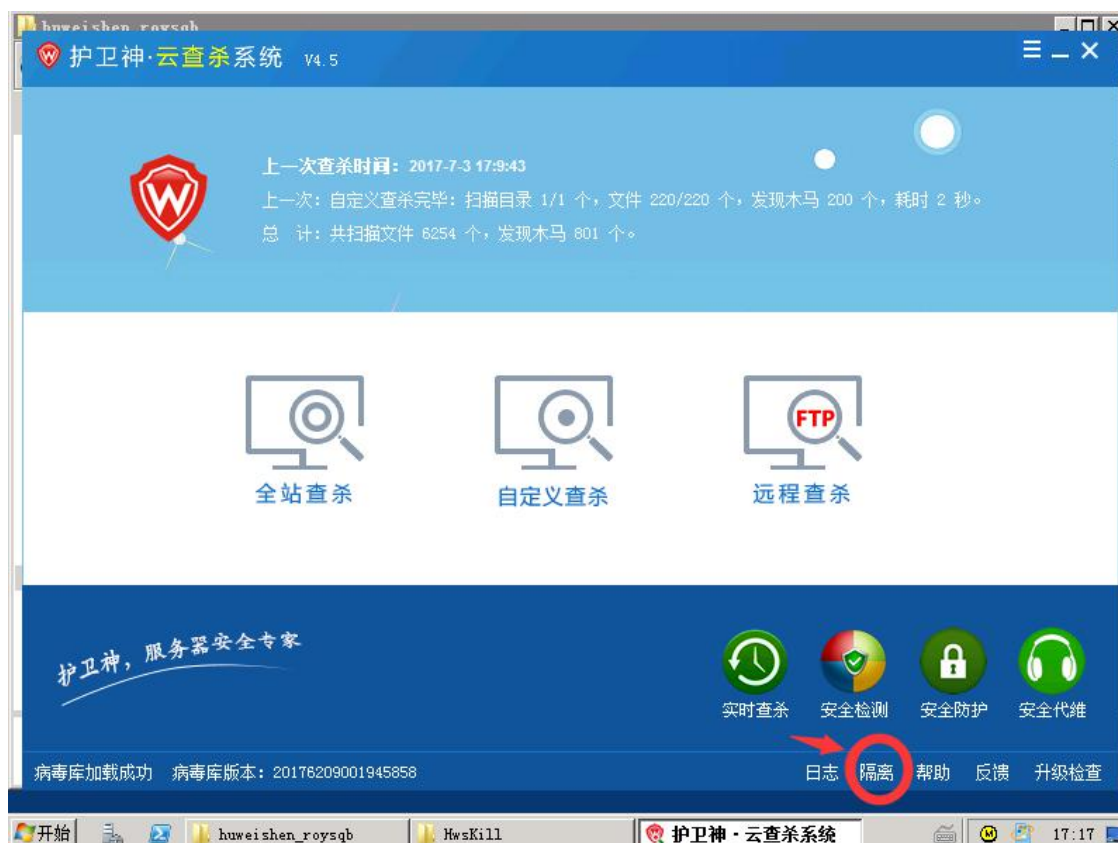 huweishen_roysqb
护卫神·云查杀系统 V4.5
上一次查杀时间：2017-7-3 17:9:43
上一次：自定义查杀完毕：扫描目录 1/1 个，文件 220/220 个，发现木马 200 个，耗时 2 秒。
总 计：共扫描文件 6254 个，发现木马 801 个。
FTP
全站查杀 自定义查杀 远程查杀
护卫神，服务器安全专家
实时查杀 安全检测 安全防护 安全代维
病毒库加载成功 病毒库版本：20176209001945858 日志 隔离 帮助 反馈 升级检查
开始 huweishen_roysqb HwsKill 护卫神·云查杀系统 17:17